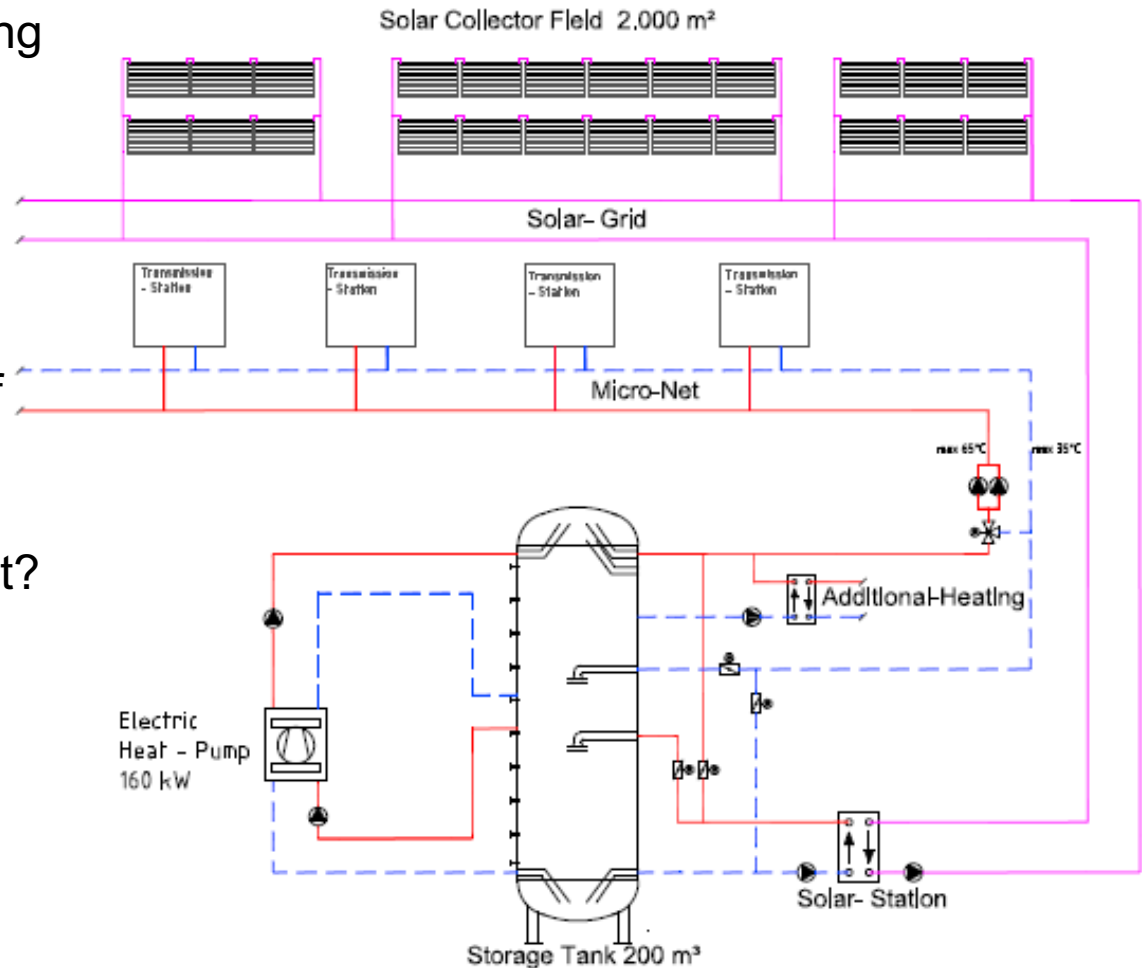 ng
Solar Collector Field 2,000 m²
Solar- Grid
Transmission
- Station
Transmission
- Station
Transmission
- Station
Transmission
- Station
f
Micro-Net
max 65°C
max 35°C
t?
Additional-Heating
Electric
Heat - Pump
160 kW
Solar- Station
Storage Tank 200 m³